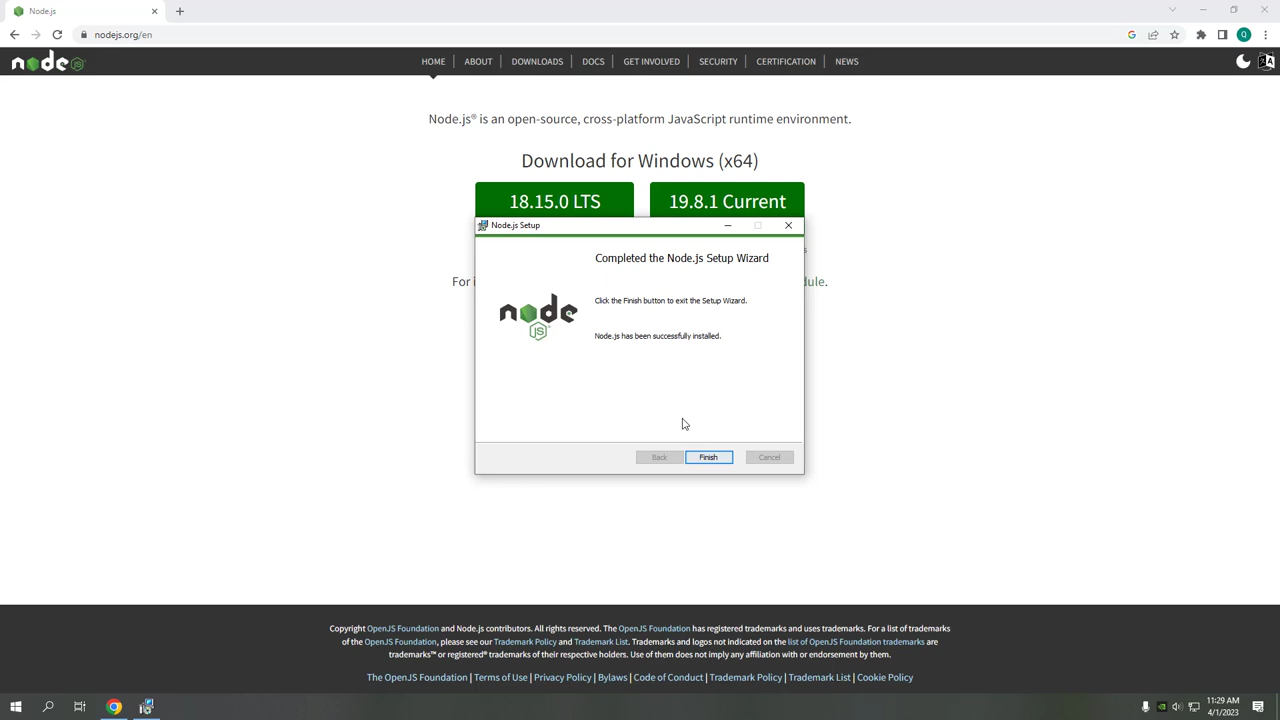 Node.js
nodejs.org/en
Q
node
JS
HOME
ABOUT
DOWNLOADS
DOCS
GET INVOLVED
SECURITY
CERTIFICATION
NEWS
Node.js® is an open-source, cross-platform JavaScript runtime environment.
Download for Windows (x64)
18.15.0 LTS
19.8.1 Current
Node.js Setup
Completed the Node.js Setup Wizard
For i
dule.
Click the Finish button to exit the Setup Wizard.
node
JS
Node.js has been successfully installed.
Back
Finish
Cancel
Copyright OpenJS Foundation and Node.js contributors. All rights reserved. The OpenJS Foundation has registered trademarks and uses trademarks. For a list of trademarks
of the OpenJS Foundation, please see our Trademark Policy and Trademark List. Trademarks and logos not indicated on the list of OpenJS Foundation trademarks are
trademarks™ or registered® trademarks of their respective holders. Use of them does not imply any affiliation with or endorsement by them.
The OpenJS Foundation | Terms of Use | Privacy Policy | Bylaws | Code of Conduct | Trademark Policy | Trademark List | Cookie Policy
11:29 AM
4/1/2023